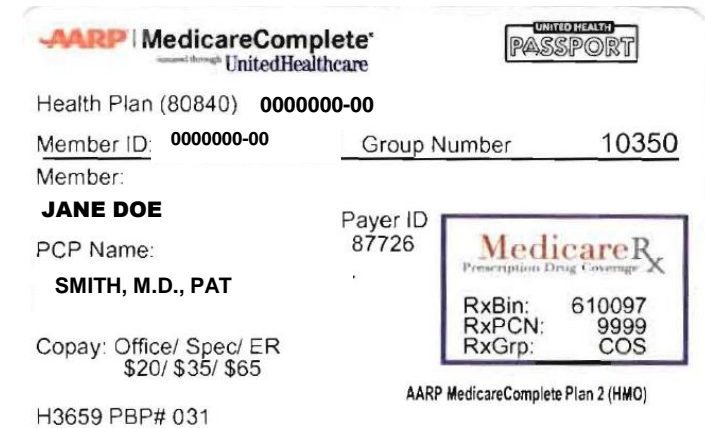 AARP | MedicareComplete
insured through UnitedHealthcare
UNITED HEALTH
PASSPORT
Health Plan (80840) 0000000-00
Member ID: 0000000-00 Group Number 10350
Member:
JANE DOE
Payer ID
87726
PCP Name:
SMITH, M.D., PAT
MedicareRx
Prescription Drug Coverage
RxBin: 610097
RxPCN: 9999
RxGrp: COS
Copay: Office/ Spec/ ER
$20/ $35/ $65
AARP MedicareComplete Plan 2 (HMO)
H3659 PBP# 031